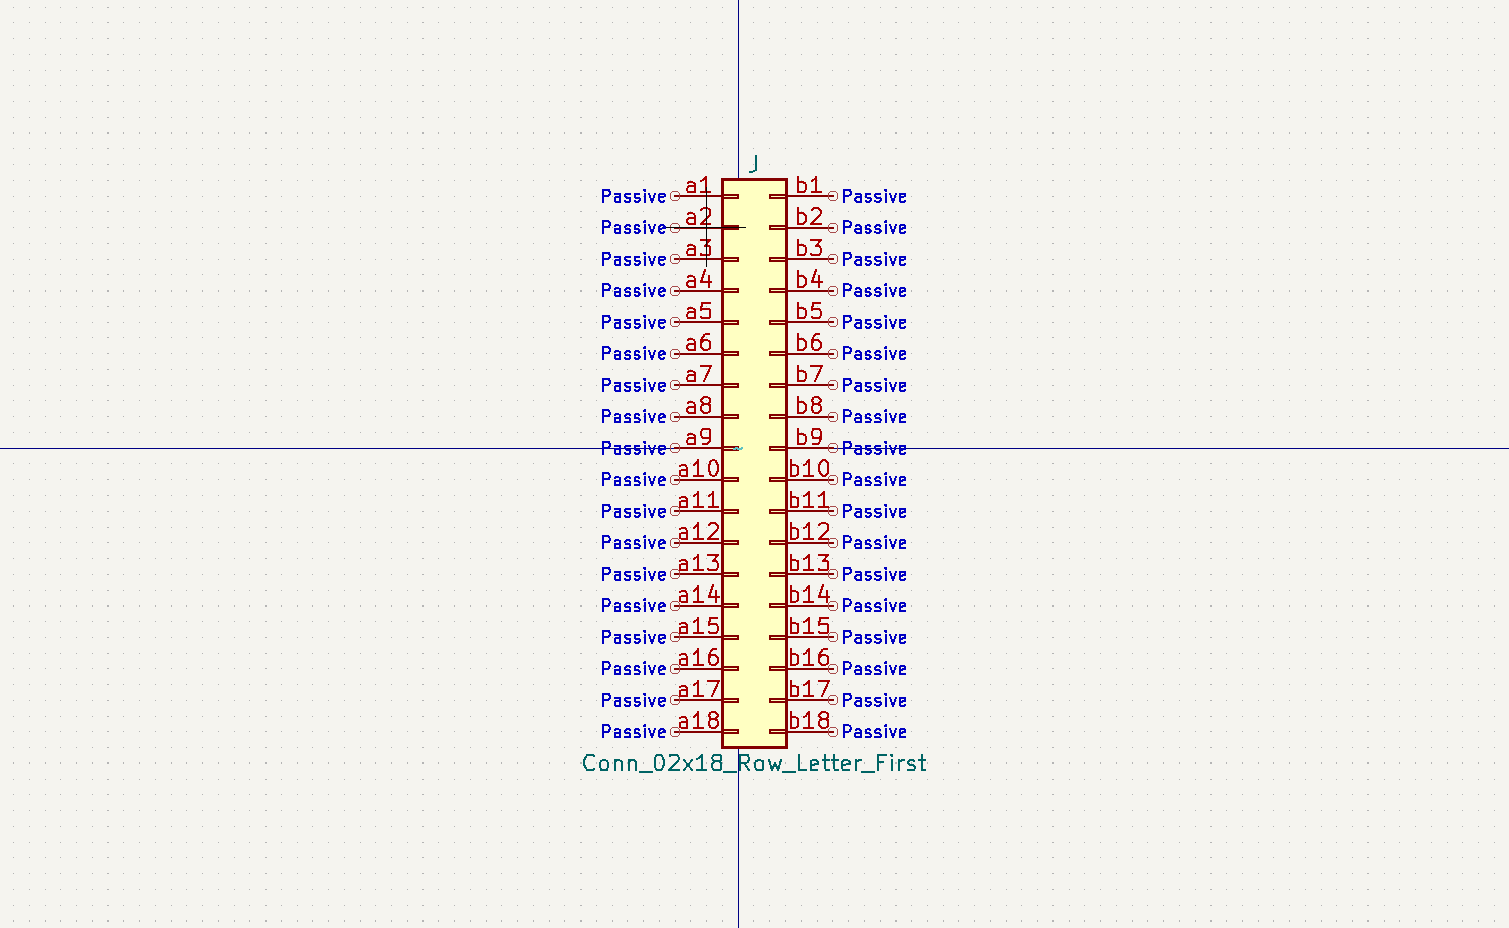 J
Passive a1 b1 Passive
Passive a2 b2 Passive
Passive a3 b3 Passive
Passive a4 b4 Passive
Passive a5 b5 Passive
Passive a6 b6 Passive
Passive a7 b7 Passive
Passive a8 b8 Passive
Passive a9 b9 Passive
Passive a10 b10 Passive
Passive a11 b11 Passive
Passive a12 b12 Passive
Passive a13 b13 Passive
Passive a14 b14 Passive
Passive a15 b15 Passive
Passive a16 b16 Passive
Passive a17 b17 Passive
Passive a18 b18 Passive
Conn_02x18_Row_Letter_First